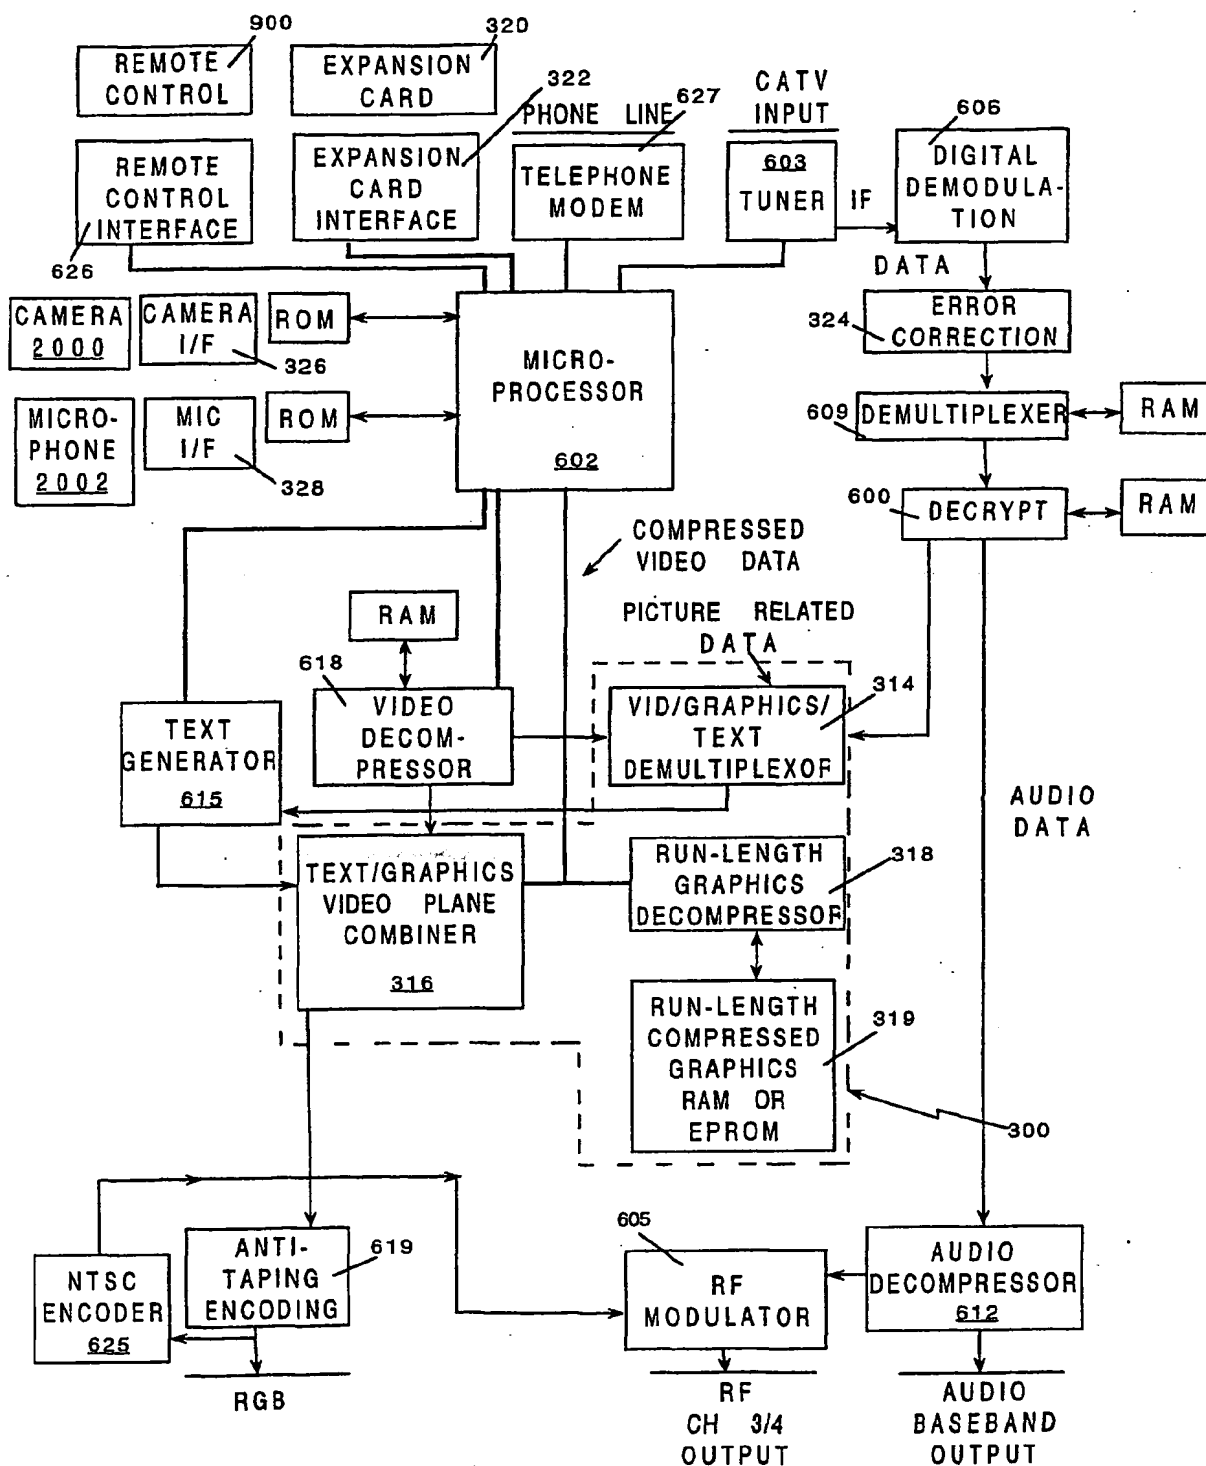 900
REMOTE
CONTROL
320
EXPANSION
CARD
322
PHONE LINE
627
CATV
INPUT
606
REMOTE
CONTROL
INTERFACE
626
EXPANSION
CARD
INTERFACE
TELEPHONE
MODEM
603
TUNER
IF
DIGITAL
DEMODULA-
TION
DATA
CAMERA
2000
CAMERA
I/F
326
ROM
MICRO-
PROCESSOR
602
324
ERROR
CORRECTION
MICRO-
PHONE
2002
MIC
I/F
328
ROM
609
DEMULTIPLEXER
RAM
600
DECRYPT
RAM
COMPRESSED
VIDEO DATA
RAM
PICTURE RELATED
DATA
618
VIDEO
DECOM-
PRESSOR
314
VID/GRAPHICS/
TEXT
DEMULTIPLEXOF
TEXT
GENERATOR
615
AUDIO
DATA
TEXT/GRAPHICS
VIDEO PLANE
COMBINER
316
RUN-LENGTH
GRAPHICS
DECOMPRESSOF
318
RUN-LENGTH
COMPRESSED
GRAPHICS
RAM OR
EPROM
319
300
NTSC
ENCODER
625
ANTI-
TAPING
ENCODING
619
605
RF
MODULATOR
AUDIO
DECOMPRESSOR
612
RGB
RF
CH 3/4
OUTPUT
AUDIO
BASEBAND
OUTPUT